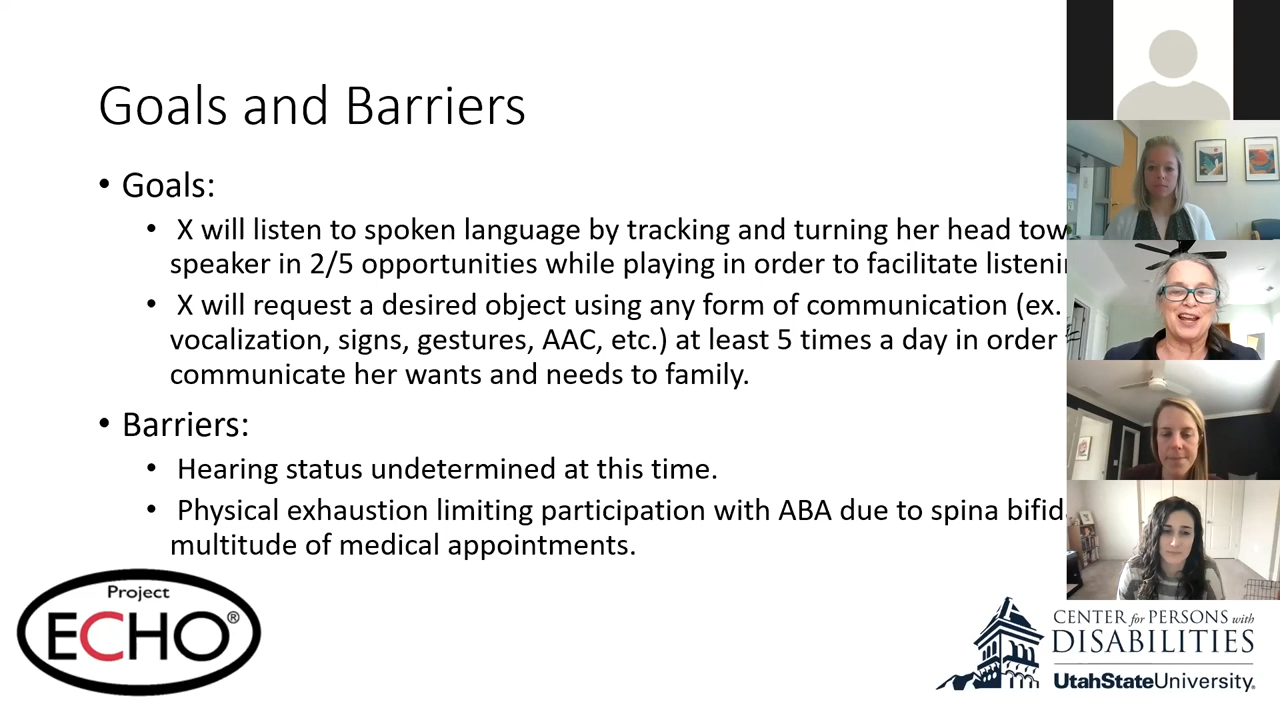 Goals and Barriers
• Goals:
• X will listen to spoken language by tracking and turning her head tow
speaker in 2/5 opportunities while playing in order to facilitate listeni
• X will request a desired object using any form of communication (ex.
vocalization, signs, gestures, AAC, etc.) at least 5 times a day in order
communicate her wants and needs to family.
• Barriers:
• Hearing status undetermined at this time.
• Physical exhaustion limiting participation with ABA due to spina bifid
multitude of medical appointments.
Project
ECHO®
CENTER for PERSONS with
DISABILITIES
UtahStateUniversity.